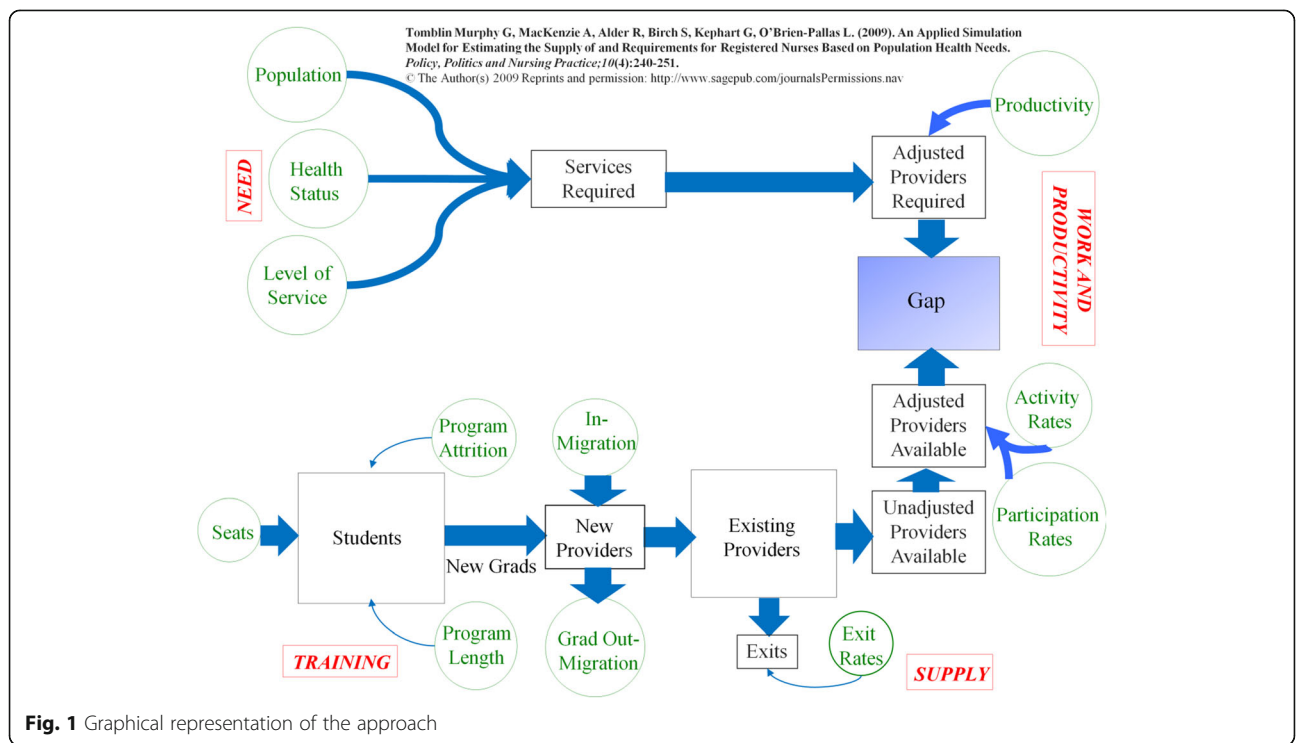 Tomblin Murphy G, MacKenzie A, Alder R, Birch S, Kephart G, O'Brien-Pallas L. (2009). An Applied Simulation
Model for Estimating the Supply of and Requirements for Registered Nurses Based on Population Health Needs.
Policy, Politics and Nursing Practice;10(4):240-251.
© The Author(s) 2009 Reprints and permission: http://www.sagepub.com/journalsPermissions.nav
Population
Productivity
NEED
Health
Status
Services
Required
Adjusted
Providers
Required
WORK AND
PRODUCTIVITY
Level of
Service
Gap
Adjusted
Providers
Available
Activity
Rates
Program
Attrition
In-
Migration
Seats
Students
New Grads
New
Providers
Existing
Providers
Unadjusted
Providers
Available
Participation
Rates
TRAINING
Program
Length
Grad Out-
Migration
Exits
Exit
Rates
SUPPLY
Fig. 1 Graphical representation of the approach